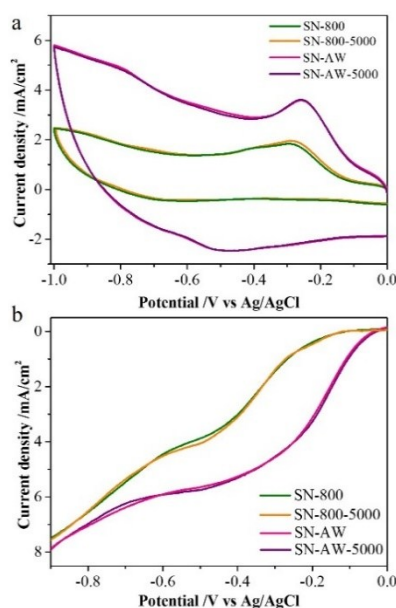 a
SN-800
SN-800-5000
SN-AW
SN-AW-5000
Current density /mA/cm²
6
4
2
0
-2
-1.0 -0.8 -0.6 -0.4 -0.2 0.0
Potential /V vs Ag/AgCl
b
Current density /mA/cm²
0
2
4
6
8
SN-800
SN-800-5000
SN-AW
SN-AW-5000
-0.8 -0.6 -0.4 -0.2 0.0
Potential /V vs Ag/AgCl